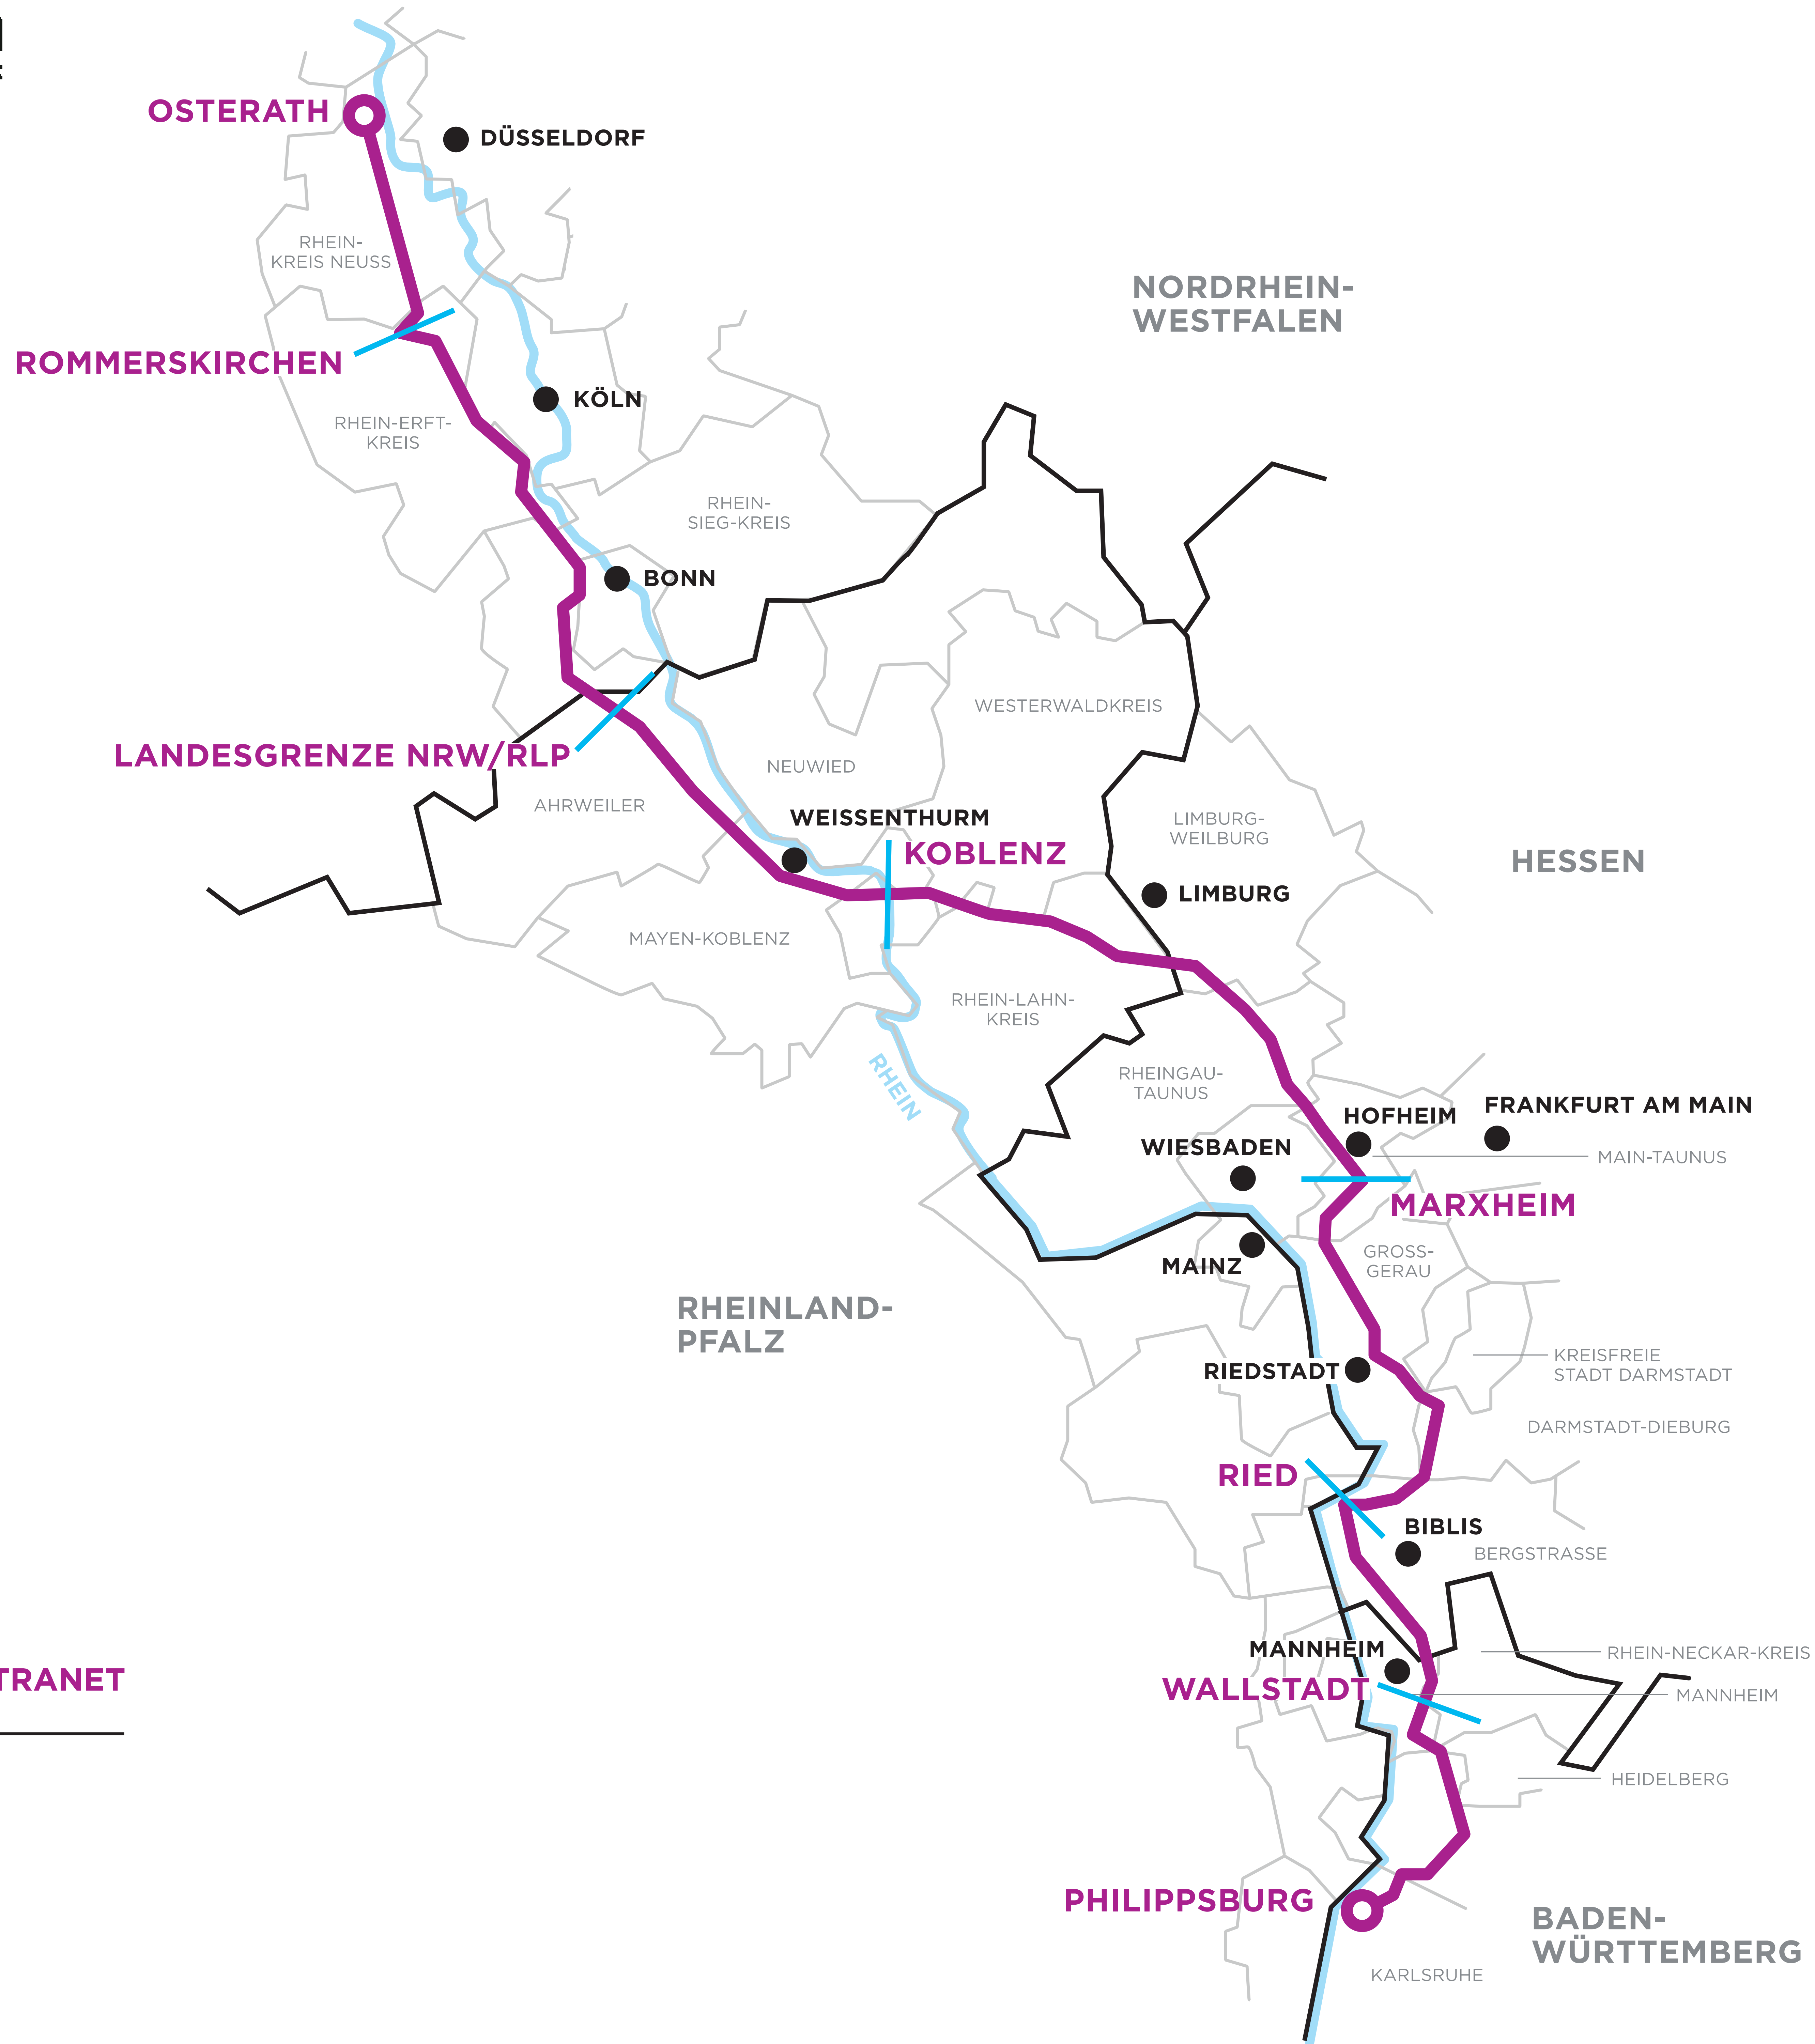 OSTERATH
DÜSSELDORF
RHEIN-
KREIS NEUSS
NORDRHEIN-
WESTFALEN
ROMMERSKIRCHEN
KÖLN
RHEIN-ERFT-
KREIS
RHEIN-
SIEG-KREIS
BONN
WESTERWALDKREIS
LANDESGRENZE NRW/RLP
NEUWIED
AHRWEILER
WEISSENTHURM
LIMBURG-
WEILBURG
KOBLENZ
HESSEN
LIMBURG
MAYEN-KOBLENZ
RHEIN-LAHN-
KREIS
RHEIN
RHEINGAU-
TAUNUS
HOFHEIM
FRANKFURT AM MAIN
WIESBADEN
MAIN-TAUNUS
MARXHEIM
MAINZ
GROSS-
GERAU
RHEINLAND-
PFALZ
RIEDSTADT
KREISFREIE
STADT DARMSTADT
DARMSTADT-DIEBURG
RIED
BIBLIS
BERGSTRASSE
MANNHEIM
RHEIN-NECKAR-KREIS
TRANET
WALLSTADT
MANNHEIM
HEIDELBERG
PHILIPPSBURG
BADEN-
WÜRTTEMBERG
KARLSRUHE